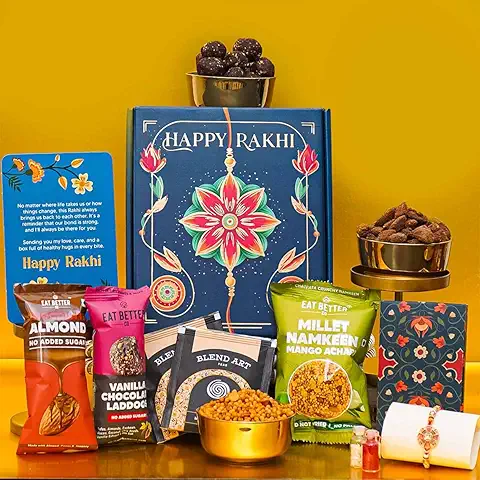 HAPPY RAKHI
No matter where life takes us or how
things change, this Rakhi always
brings us back to each other. It's a
reminder that our bond is strong,
and I'll always be there for you.
Sending you my love, care, and a
box full of healthy hugs in every bite.
Happy Rakhi
EAT BETTER
ALMOND
NO ADDED SUGAR
EAT BETTER
CO
VANILLA
CHOCOLATE
LADDOOS
NO ADDED SUGAR
BLEND ART
TEAS
EAT BETTER
CO
MILLET
NAMKEEN
MANGO ACHAR